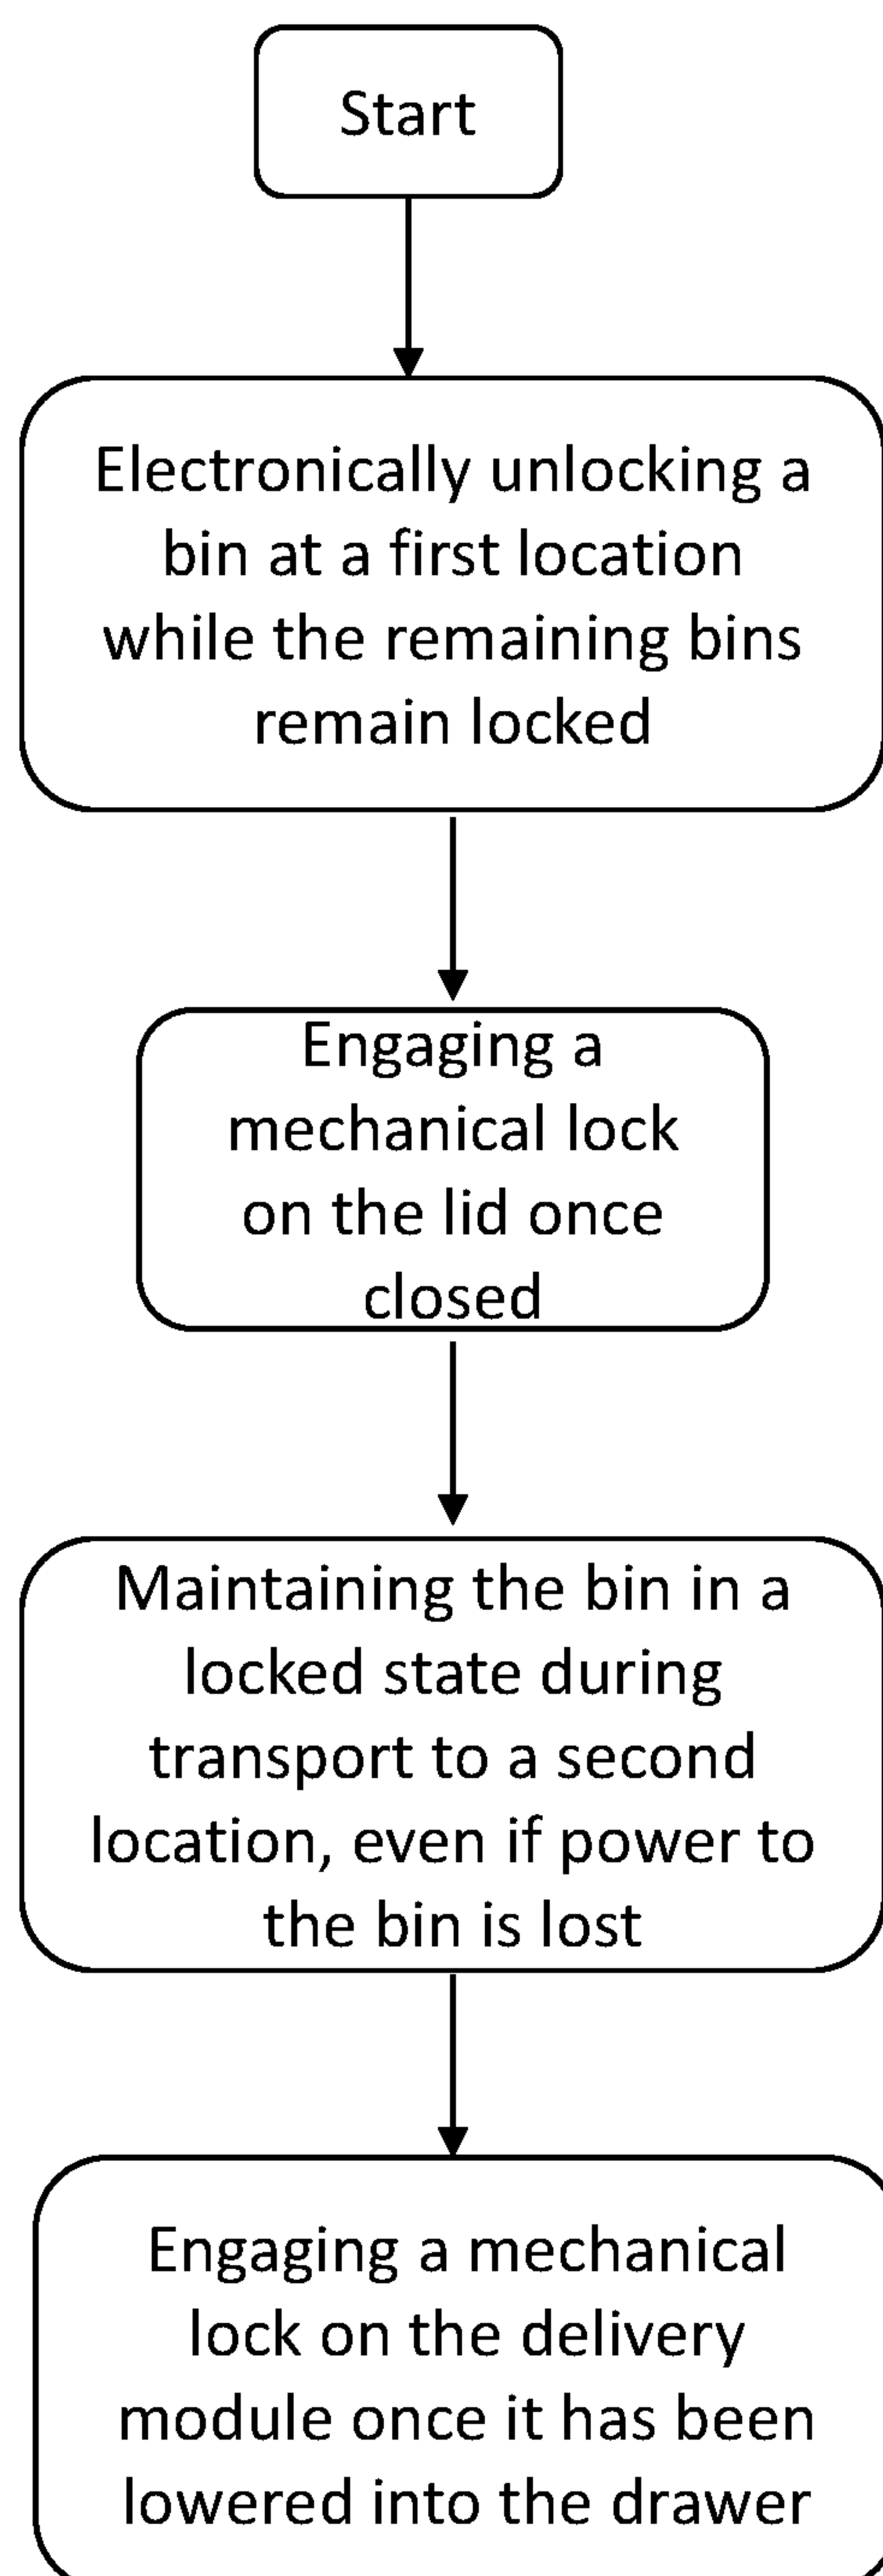 Start
Electronically unlocking a
bin at a first location
while the remaining bins
remain locked
Engaging a
mechanical lock
on the lid once
closed
Maintaining the bin in a
locked state during
transport to a second
location, even if power to
the bin is lost
Engaging a mechanical
lock on the delivery
module once it has been
lowered into the drawer